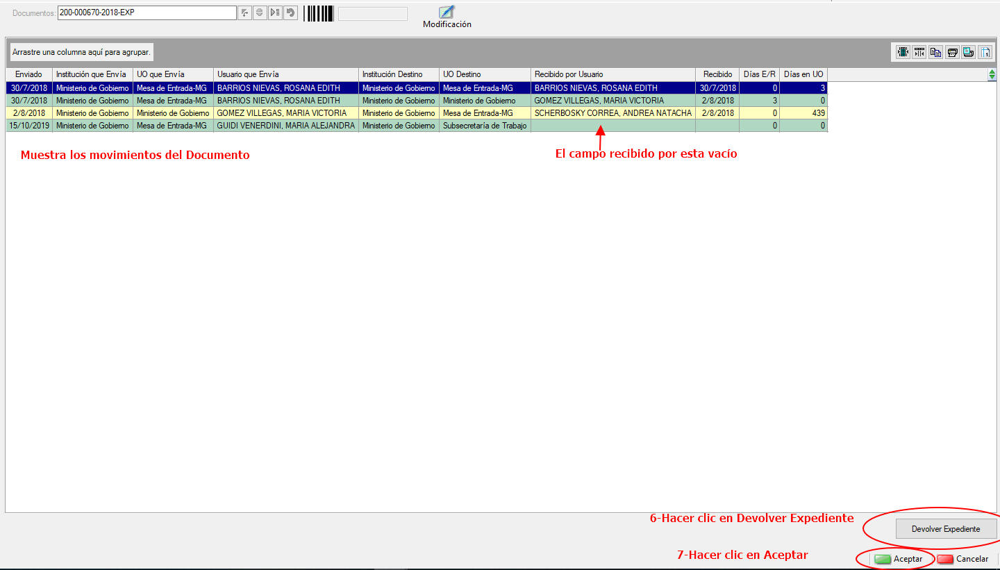 Documentos: 200-000670-2018-EXP
Modificación
Arrastre una columna aquí para agrupar.
Enviado Institución que Envía UO que Envía Usuario que Envía Institución Destino UO Destino Recibido por Usuario Recibido Días E/R Días en UO
30/7/2018 Ministerio de Gobierno Mesa de Entrada-MG BARRIOS NIEVAS, ROSANA EDITH Ministerio de Gobierno Mesa de Entrada-MG BARRIOS NIEVAS, ROSANA EDITH 30/7/2018 0 3
30/7/2018 Ministerio de Gobierno Mesa de Entrada-MG BARRIOS NIEVAS, ROSANA EDITH Ministerio de Gobierno Ministerio de Gobierno GOMEZ VILLEGAS, MARIA VICTORIA 2/8/2018 3 0
2/8/2018 Ministerio de Gobierno Ministerio de Gobierno GOMEZ VILLEGAS, MARIA VICTORIA Ministerio de Gobierno Mesa de Entrada-MG SCHERBOSKY CORREA, ANDREA NATACHA 2/8/2018 0 439
15/10/2019 Ministerio de Gobierno Mesa de Entrada-MG GUIDI VENERDINI, MARIA ALEJANDRA Ministerio de Gobierno Subsecretaría de Trabajo 0 0
Muestra los movimientos del Documento
El campo recibido por esta vacío
6-Hacer clic en Devolver Expediente
Devolver Expediente
7-Hacer clic en Aceptar
Aceptar Cancelar